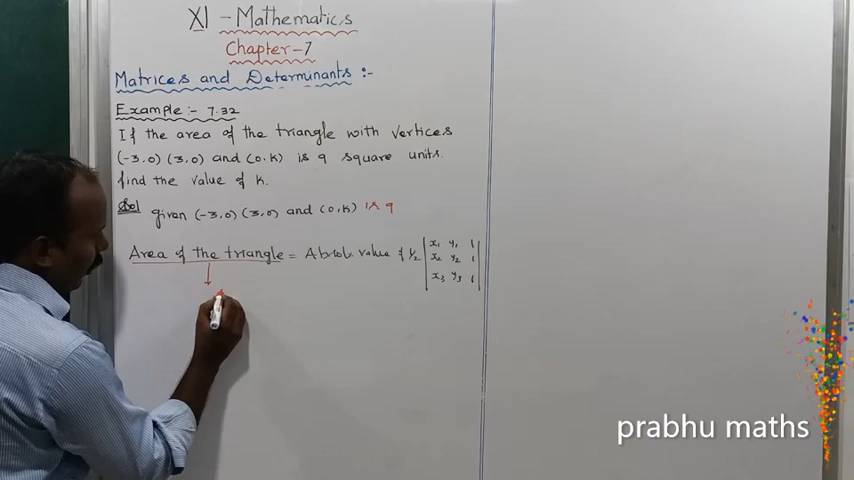 XI - Mathematics
Chapter-7
Matrices and Determinants :-
Example:- 7.32
If the area of the triangle with vertices
(-3,0) (3,0) and (0,k) is 9 square units.
find the value of k.
Sol given (-3,0) (3,0) and (0,k) is 9
Area of the triangle = Absolu. value of 1/2 | x₁ y₁ 1
x₂ y₂ 1
x₃ y₃ 1 |
prabhu maths